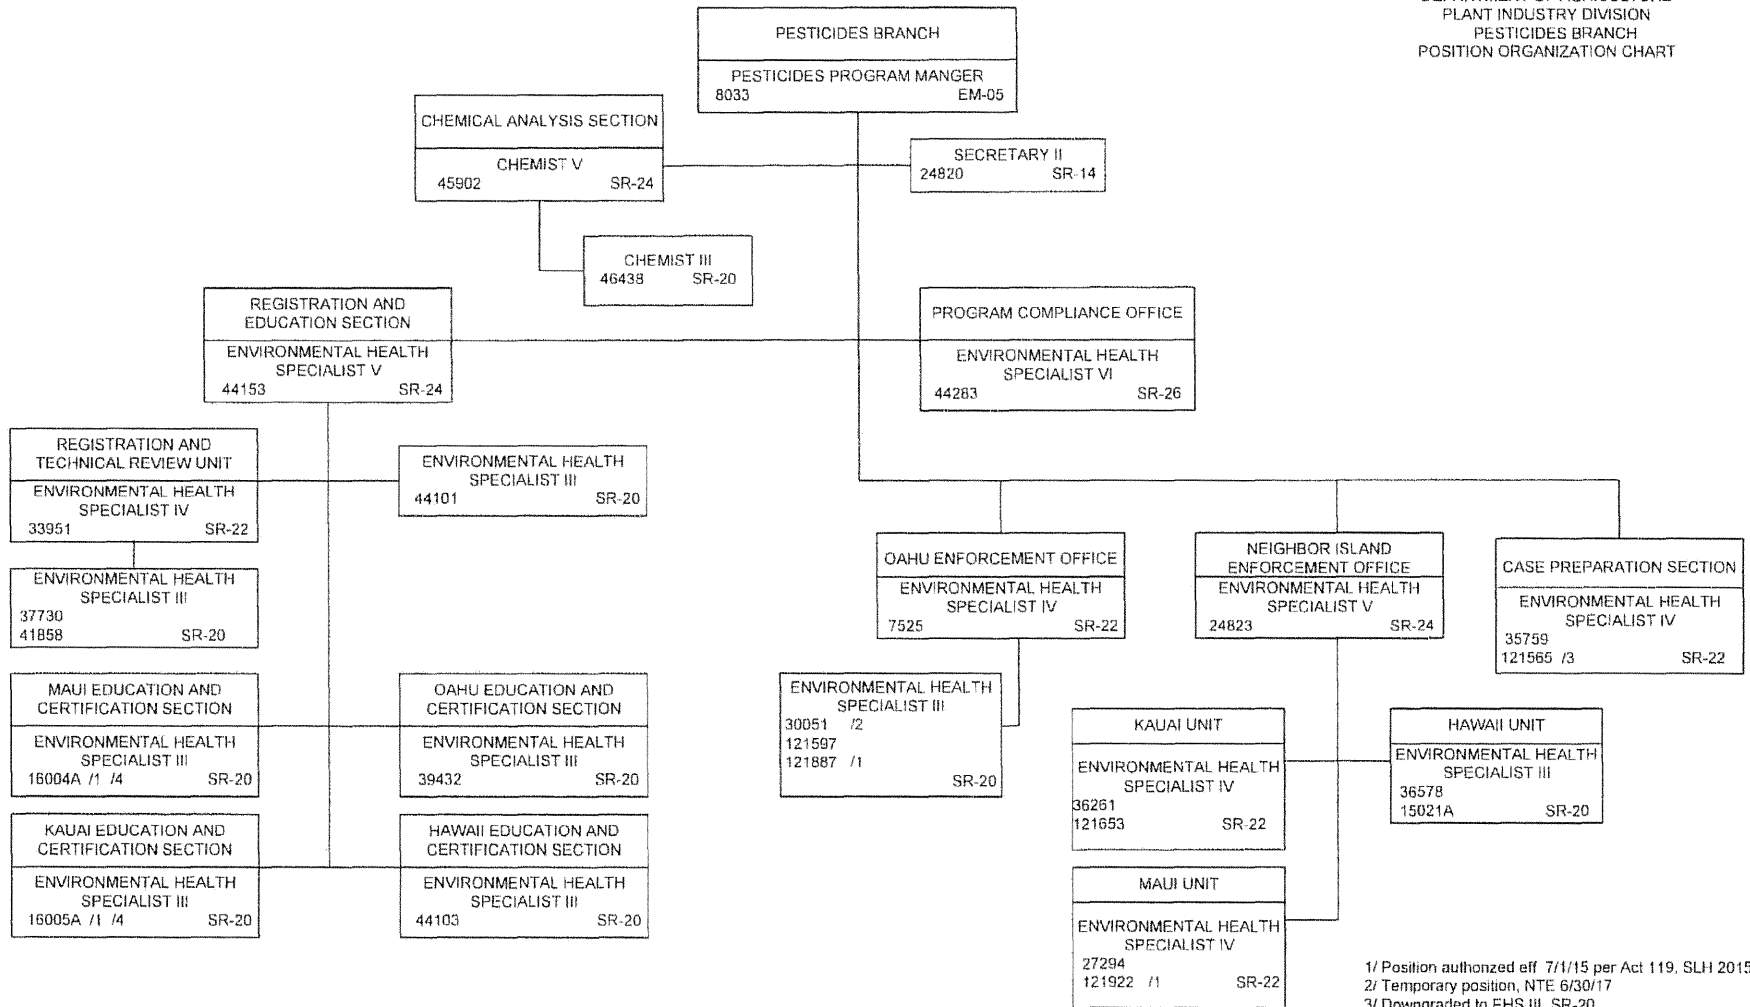 PLANT INDUSTRY DIVISION
PESTICIDES BRANCH
POSITION ORGANIZATION CHART
PESTICIDES BRANCH
PESTICIDES PROGRAM MANGER
8033 EM-05
CHEMICAL ANALYSIS SECTION
CHEMIST V
45902 SR-24
SECRETARY II
24820 SR-14
CHEMIST III
46438 SR-20
REGISTRATION AND
EDUCATION SECTION
ENVIRONMENTAL HEALTH
SPECIALIST V
44153 SR-24
PROGRAM COMPLIANCE OFFICE
ENVIRONMENTAL HEALTH
SPECIALIST VI
44283 SR-26
REGISTRATION AND
TECHNICAL REVIEW UNIT
ENVIRONMENTAL HEALTH
SPECIALIST IV
33951 SR-22
ENVIRONMENTAL HEALTH
SPECIALIST III
44101 SR-20
ENVIRONMENTAL HEALTH
SPECIALIST III
37730
41858 SR-20
MAUI EDUCATION AND
CERTIFICATION SECTION
ENVIRONMENTAL HEALTH
SPECIALIST III
16004A /1 /4 SR-20
OAHU EDUCATION AND
CERTIFICATION SECTION
ENVIRONMENTAL HEALTH
SPECIALIST III
39432 SR-20
KAUAI EDUCATION AND
CERTIFICATION SECTION
ENVIRONMENTAL HEALTH
SPECIALIST III
16005A /1 /4 SR-20
HAWAII EDUCATION AND
CERTIFICATION SECTION
ENVIRONMENTAL HEALTH
SPECIALIST III
44103 SR-20
OAHU ENFORCEMENT OFFICE
ENVIRONMENTAL HEALTH
SPECIALIST IV
7525 SR-22
ENVIRONMENTAL HEALTH
SPECIALIST III
30051 /2
121597
121887 /1
SR-20
NEIGHBOR ISLAND
ENFORCEMENT OFFICE
ENVIRONMENTAL HEALTH
SPECIALIST V
24823 SR-24
CASE PREPARATION SECTION
ENVIRONMENTAL HEALTH
SPECIALIST IV
35759
121565 /3 SR-22
KAUAI UNIT
ENVIRONMENTAL HEALTH
SPECIALIST IV
36261
121653 SR-22
HAWAII UNIT
ENVIRONMENTAL HEALTH
SPECIALIST III
36578
15021A SR-20
MAUI UNIT
ENVIRONMENTAL HEALTH
SPECIALIST IV
27294
121922 /1 SR-22
1/ Position authorized eff 7/1/15 per Act 119, SLH 2015
2/ Temporary position, NTE 6/30/17
3/ Downgraded to EHS III, SR-20